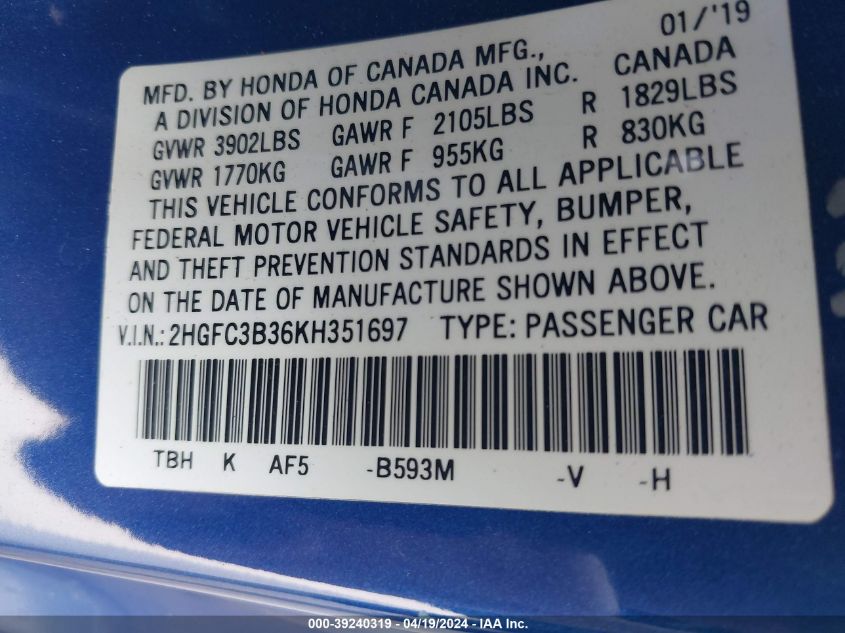 01/'19
MFD. BY HONDA OF CANADA MFG., CANADA
A DIVISION OF HONDA CANADA INC.
GVWR 3902LBS GAWR F 2105LBS R 1829LBS
GVWR 1770KG GAWR F 955KG R 830KG
THIS VEHICLE CONFORMS TO ALL APPLICABLE
FEDERAL MOTOR VEHICLE SAFETY, BUMPER,
AND THEFT PREVENTION STANDARDS IN EFFECT
ON THE DATE OF MANUFACTURE SHOWN ABOVE.
V.I.N.: 2HGFC3B36KH351697 TYPE: PASSENGER CAR
TBH K AF5 -B593M -V -H
000-39240319 - 04/19/2024 - IAA Inc.